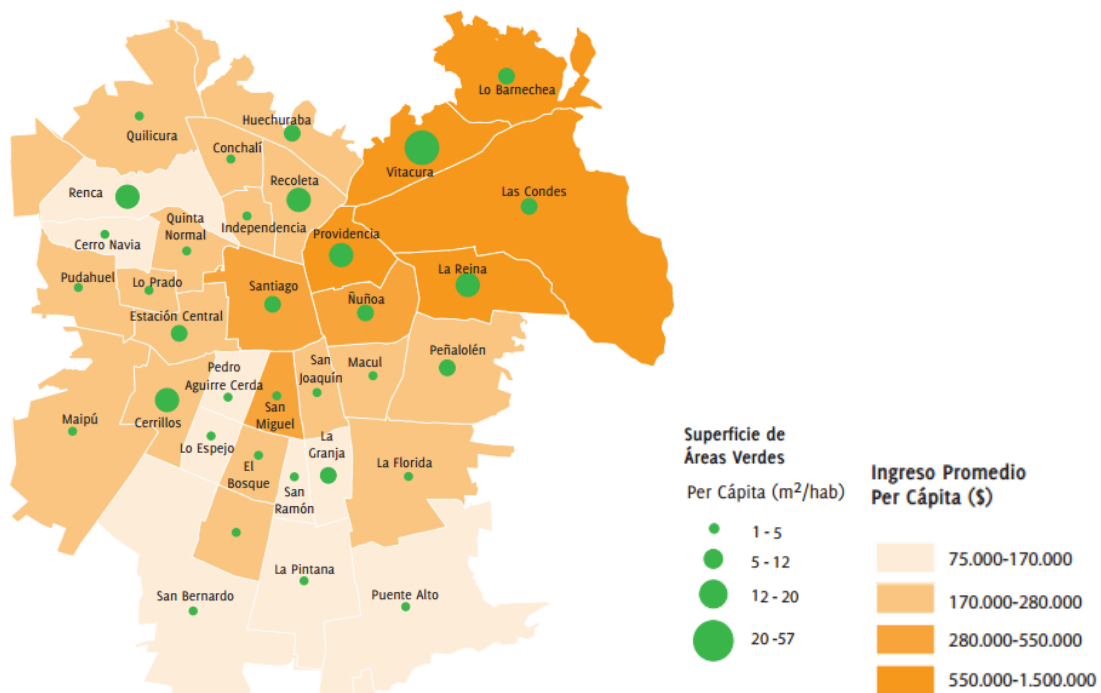 Lo Barnechea
Huechuraba
Quilicura
Conchalí
Vitacura
Recoleta
Renca
Las Condes
Quinta
Normal
Independencia
Providencia
Cerro Navia
La Reina
Pudahuel
Lo Prado
Santiago
Ñuñoa
Estación Central
Peñalolén
Pedro
Aguirre Cerda
San
Joaquín
Macul
Maipú
Cerrillos
San
Miguel
Lo Espejo
La
Granja
El
Bosque
La Florida
San
Ramón
La Pintana
San Bernardo
Puente Alto
Superficie de
Áreas Verdes
Per Cápita (m²/hab)
1 - 5
5 - 12
12 - 20
20 -57
Ingreso Promedio
Per Cápita ($)
75.000-170.000
170.000-280.000
280.000-550.000
550.000-1.500.000